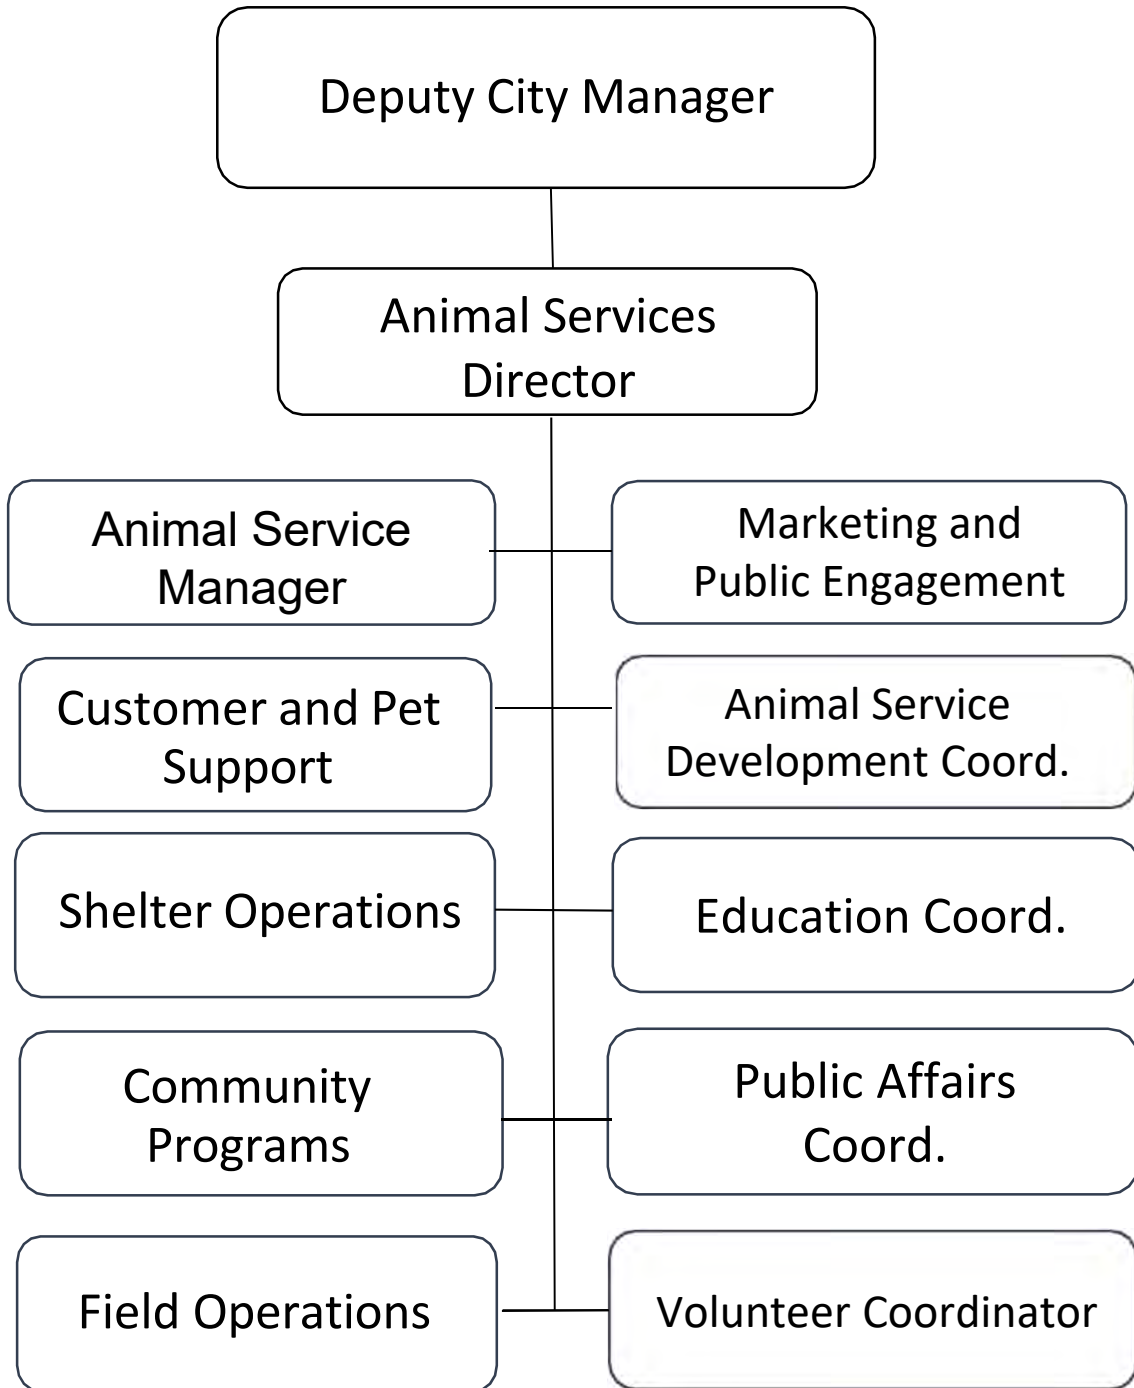 Deputy City Manager
Animal Services
Director
Animal Service
Manager
Marketing and
Public Engagement
Customer and Pet
Support
Animal Service
Development Coord.
Shelter Operations
Education Coord.
Community
Programs
Public Affairs
Coord.
Field Operations
Volunteer Coordinator